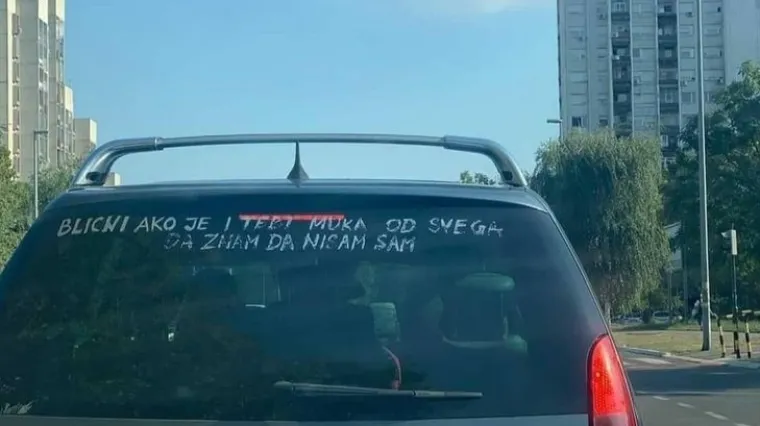 BLICNI AKO JE I TEBI MUKA OD SVEGA
DA ZNAM DA NISAM SAM